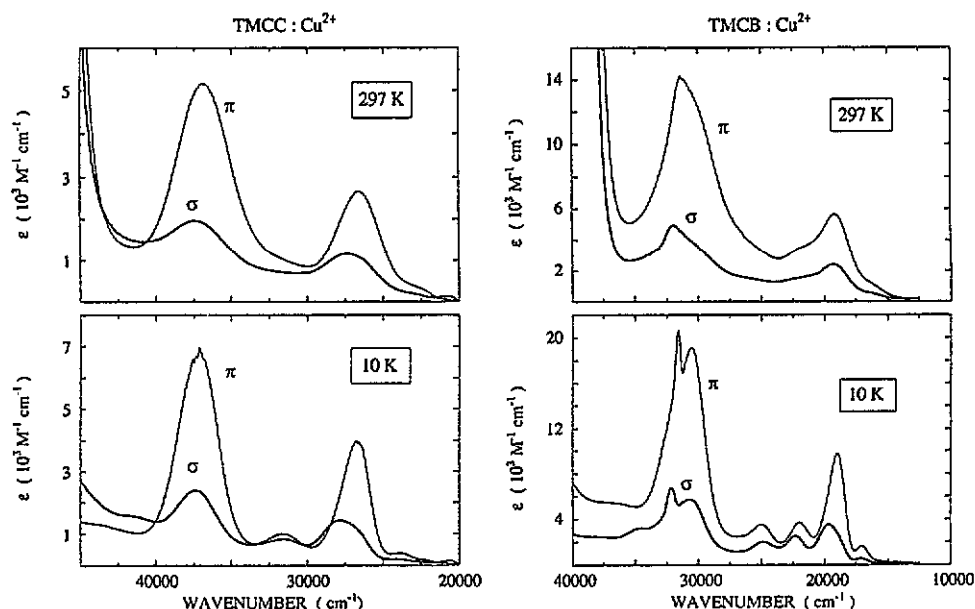 TMCC : Cu²⁺
5
3
1
ε ( 10³ M⁻¹ cm⁻¹ )
297 K
π
σ
7
5
3
1
ε ( 10³ M⁻¹ cm⁻¹ )
10 K
π
σ
40000 35000 30000 25000 20000
WAVENUMBER ( cm⁻¹ )
TMCB : Cu²⁺
14
10
6
2
ε ( 10³ M⁻¹ cm⁻¹ )
297 K
π
σ
20
12
4
ε ( 10³ M⁻¹ cm⁻¹ )
10 K
π
σ
40000 30000 20000 10000
WAVENUMBER ( cm⁻¹ )